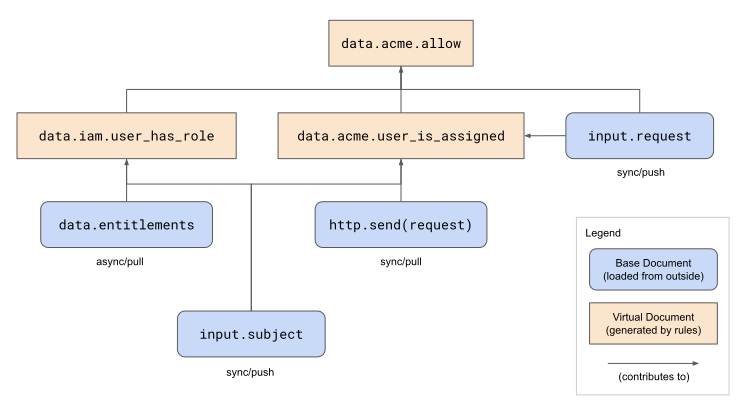 data.acme.allow
data.iam.user_has_role
data.acme.user_is_assigned
input.request
sync/push
data.entitlements
async/pull
http.send(request)
sync/pull
input.subject
sync/push
Legend
Base Document
(loaded from outside)
Virtual Document
(generated by rules)
(contributes to)